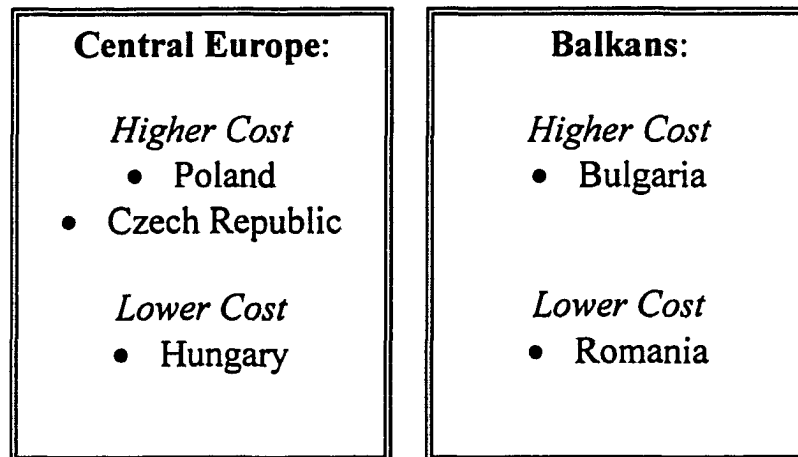 Central Europe:
Higher Cost
• Poland
• Czech Republic
Lower Cost
• Hungary
Balkans:
Higher Cost
• Bulgaria
Lower Cost
• Romania